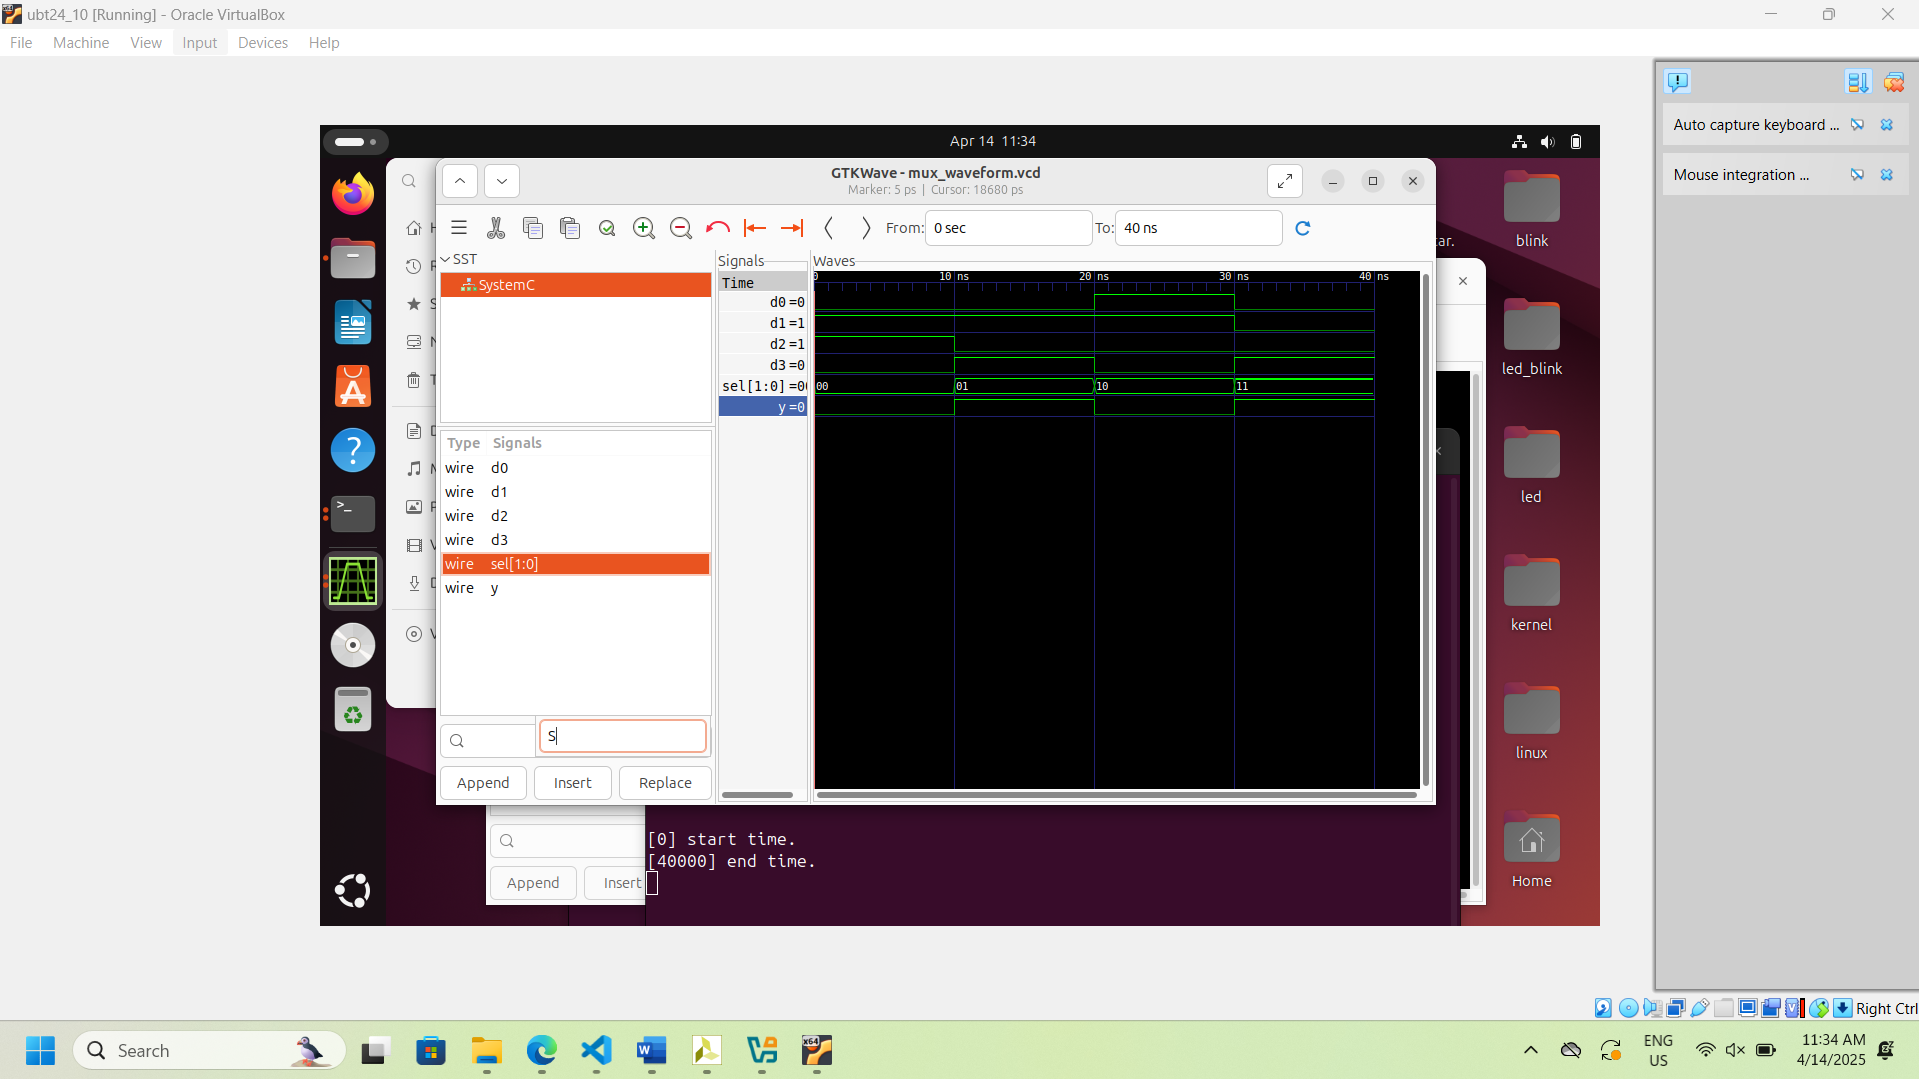 ubt24_10 [Running] - Oracle VirtualBox
File Machine View Input Devices Help
Auto capture keyboard ...
Mouse integration ...
Apr 14 11:34
GTKWave - mux_waveform.vcd
Marker: 5 ps | Cursor: 18680 ps
From: 0 sec To: 40 ns
SST
SystemC
Type Signals
wire d0
wire d1
wire d2
wire d3
wire sel[1:0]
wire y
S
Append Insert Replace
Signals
Time
d0 =0
d1 =1
d2 =1
d3 =0
sel[1:0] =00
y =0
Waves
0 10 ns 20 ns 30 ns 40 ns
00 01 10 11
car.
[0] start time.
[40000] end time.
Append Insert
blink
led_blink
led
kernel
linux
Home
Right Ctrl
Search
ENG
US
11:34 AM
4/14/2025